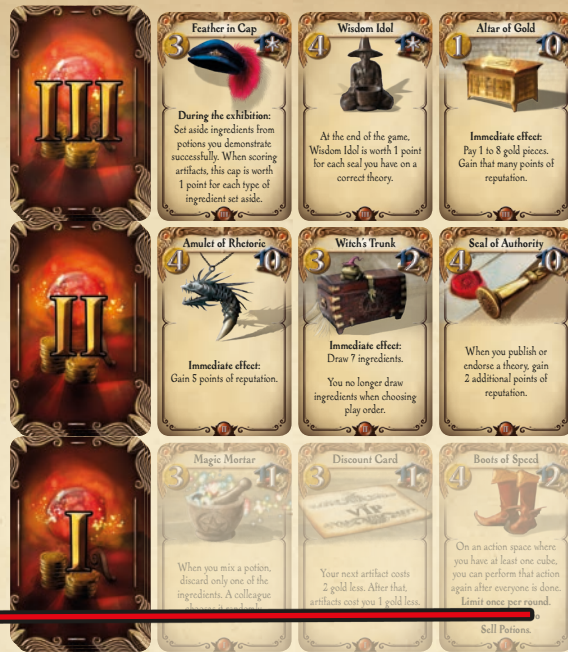 III
Feather in Cap
3
1*
During the exhibition:
Set aside ingredients from
potions you demonstrate
successfully. When scoring
artifacts, this cap is worth
1 point for each type of
ingredient set aside.
III
Wisdom Idol
4
1*
At the end of the game,
Wisdom Idol is worth 1 point
for each seal you have on a
correct theory.
III
Altar of Gold
1
0
Immediate effect:
Pay 1 to 8 gold pieces.
Gain that many points of
reputation.
III
II
Amulet of Rhetoric
4
0
Immediate effect:
Gain 5 points of reputation.
II
Witch's Trunk
3
2
Immediate effect:
Draw 7 ingredients.
You no longer draw
ingredients when choosing
play order.
II
Seal of Authority
4
0
When you publish or
endorse a theory, gain
2 additional points of
reputation.
II
I
Magic Mortar
3
1
When you mix a potion,
discard only one of the
ingredients. A colleague
I
Discount Card
3
1
VIP
Your next artifact costs
2 gold less. After that,
artifacts cost you 1 gold less.
I
Boots of Speed
4
2
On an action space where
you have at least one cube,
you can perform that action
again after everyone is done.
Limit once per round.
Sell Potions.
I